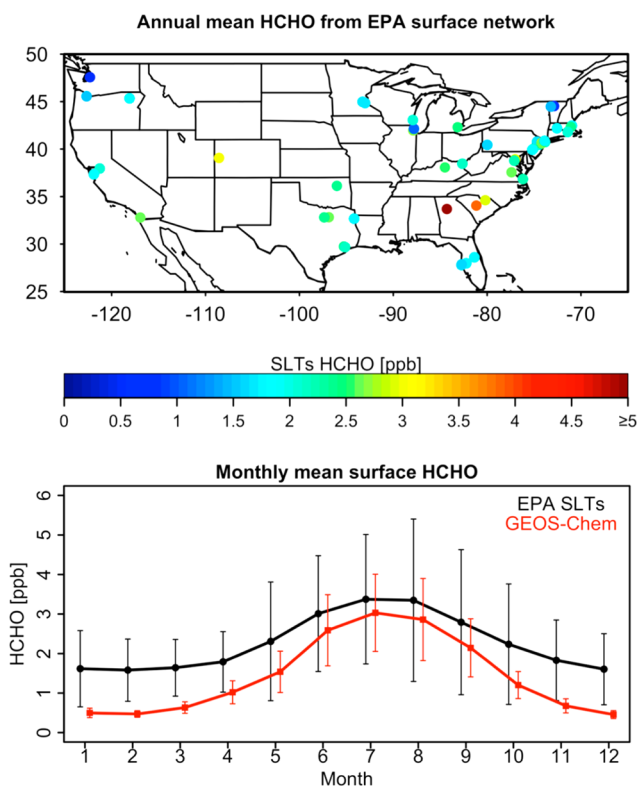 Annual mean HCHO from EPA surface network
50
45
40
35
30
25
-120 -110 -100 -90 -80 -70
SLTs HCHO [ppb]
0 0.5 1 1.5 2 2.5 3 3.5 4 4.5 ≥5
Monthly mean surface HCHO
EPA SLTs
GEOS-Chem
HCHO [ppb]
6
5
4
3
2
1
0
1 2 3 4 5 6 7 8 9 10 11 12
Month